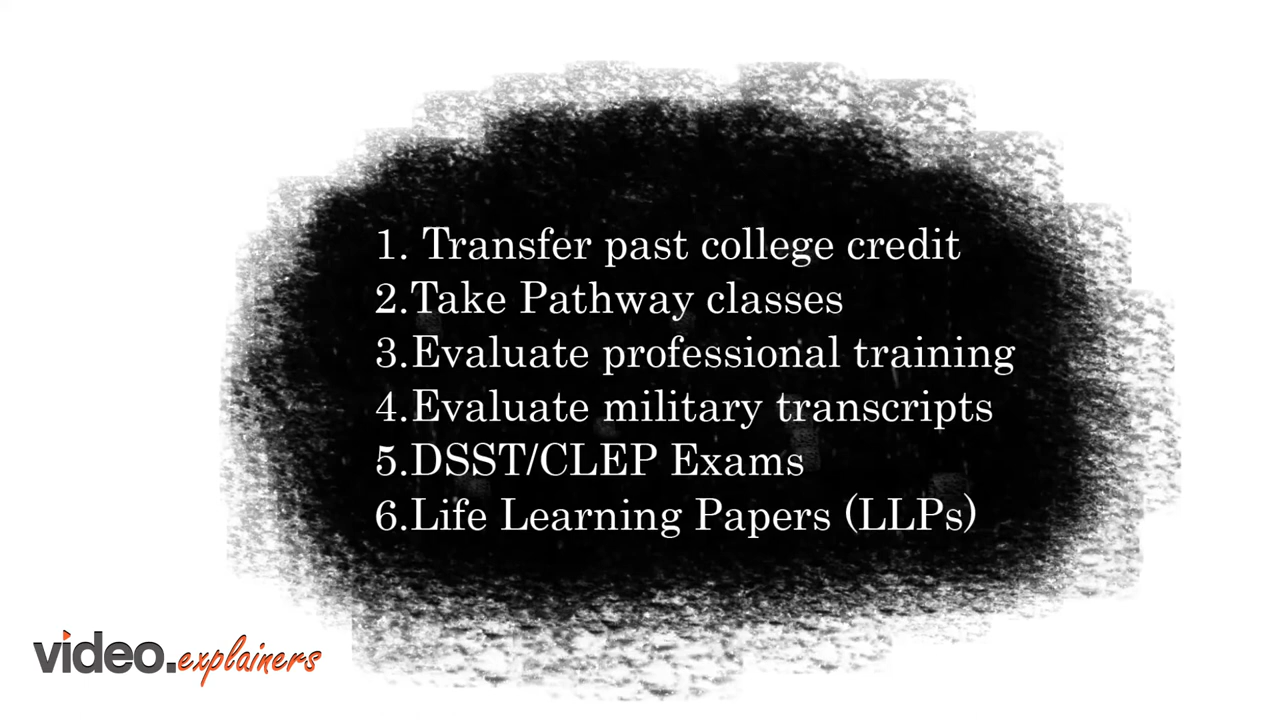 1. Transfer past college credit
2.Take Pathway classes
3.Evaluate professional training
4.Evaluate military transcripts
5.DSST/CLEP Exams
6.Life Learning Papers (LLPs)
video.explainers